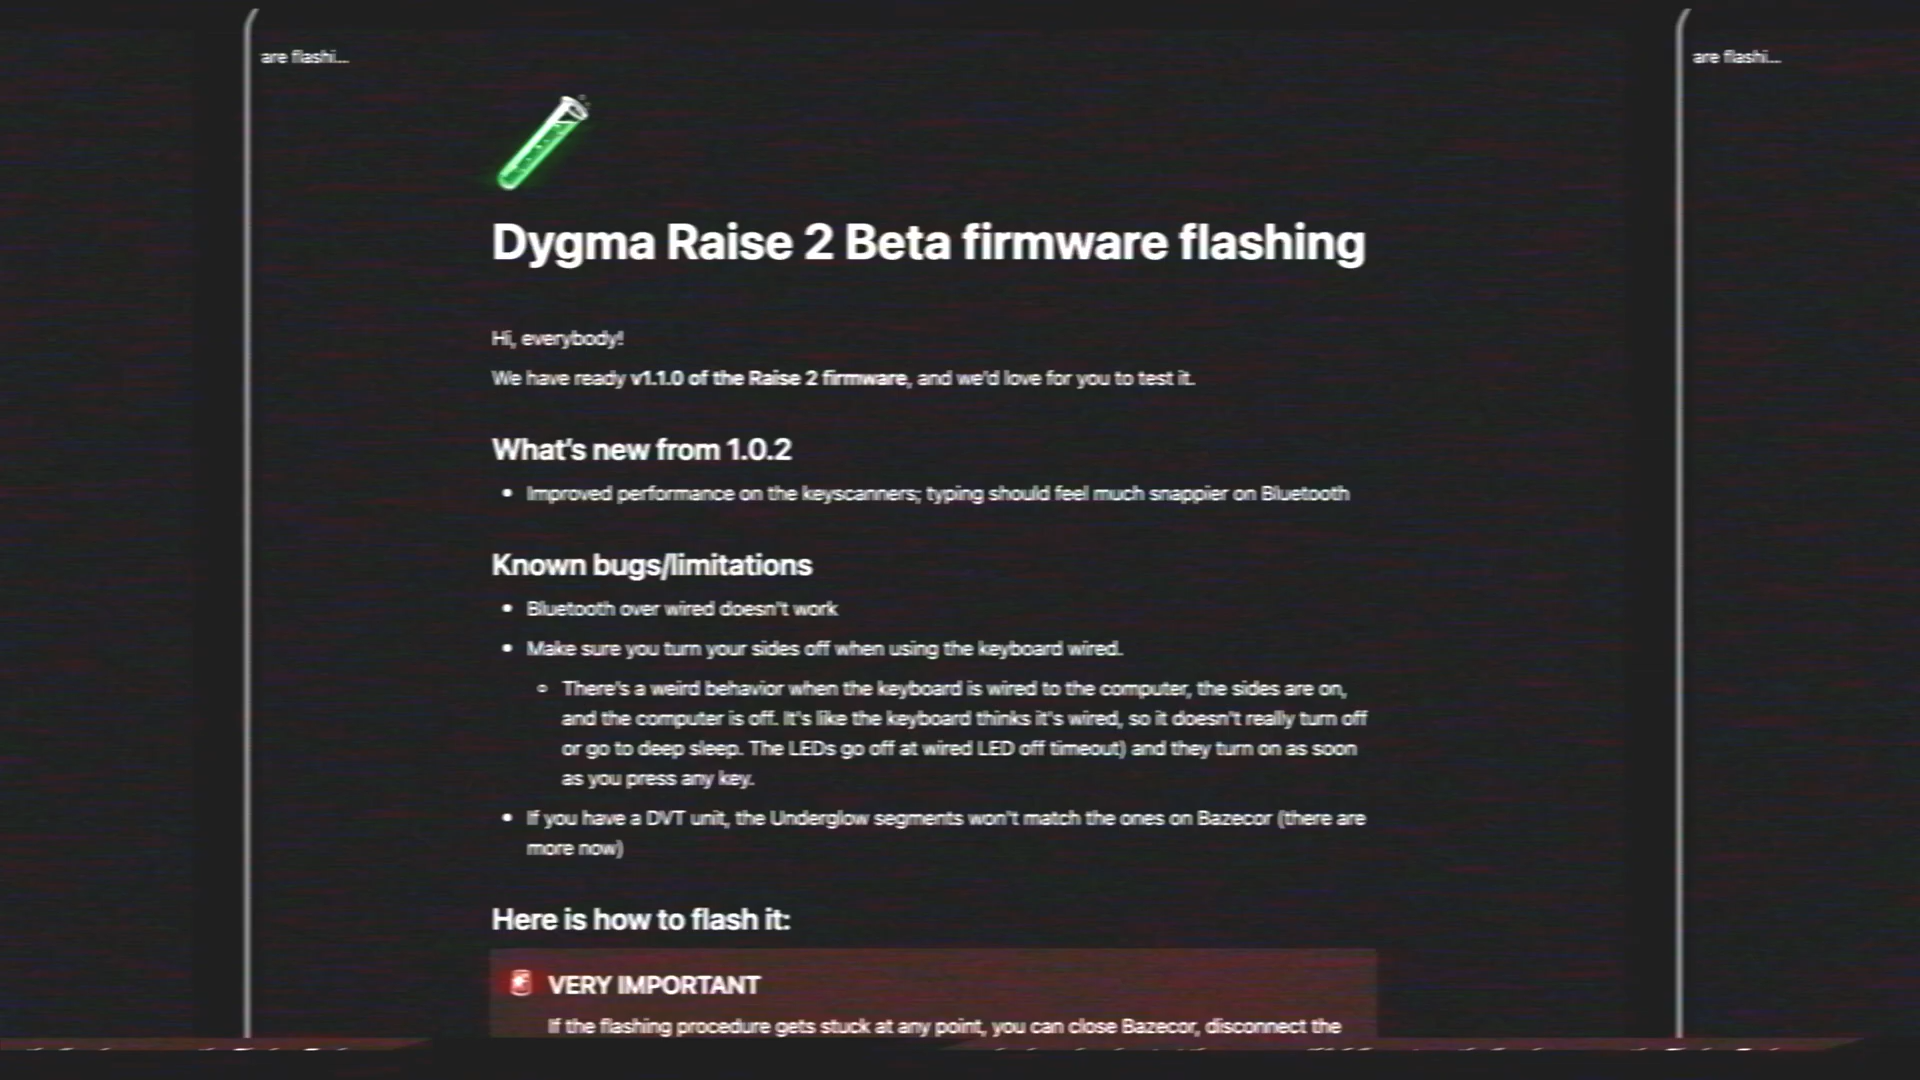 are flashi...
are flashi...
Dygma Raise 2 Beta firmware flashing
Hi, everybody!
We have ready v1.1.0 of the Raise 2 firmware, and we'd love for you to test it.
What's new from 1.0.2
• Improved performance on the keyscanners; typing should feel much snappier on Bluetooth
Known bugs/limitations
• Bluetooth over wired doesn't work
• Make sure you turn your sides off when using the keyboard wired.
◦ There's a weird behavior when the keyboard is wired to the computer, the sides are on,
and the computer is off. It's like the keyboard thinks it's wired, so it doesn't really turn off
or go to deep sleep. The LEDs go off at wired LED off timeout) and they turn on as soon
as you press any key.
• If you have a DVT unit, the Underglow segments won't match the ones on Bazecor (there are
more now)
Here is how to flash it:
VERY IMPORTANT
If the flashing procedure gets stuck at any point, you can close Bazecor, disconnect the